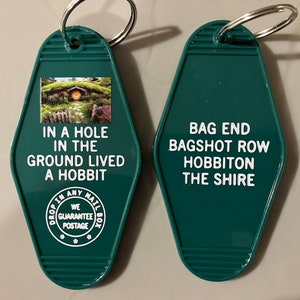 IN A HOLE
IN THE
GROUND LIVED
A HOBBIT
DROP IN ANY MAIL BOX
WE
GUARANTEE
POSTAGE
BAG END
BAGSHOT ROW
HOBBITON
THE SHIRE